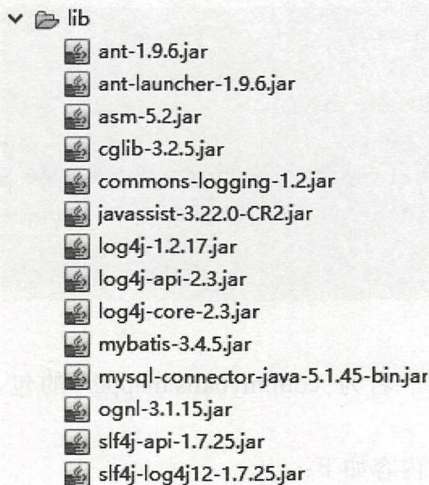 lib
ant-1.9.6.jar
ant-launcher-1.9.6.jar
asm-5.2.jar
cglib-3.2.5.jar
commons-logging-1.2.jar
javassist-3.22.0-CR2.jar
log4j-1.2.17.jar
log4j-api-2.3.jar
log4j-core-2.3.jar
mybatis-3.4.5.jar
mysql-connector-java-5.1.45-bin.jar
ognl-3.1.15.jar
slf4j-api-1.7.25.jar
slf4j-log4j12-1.7.25.jar